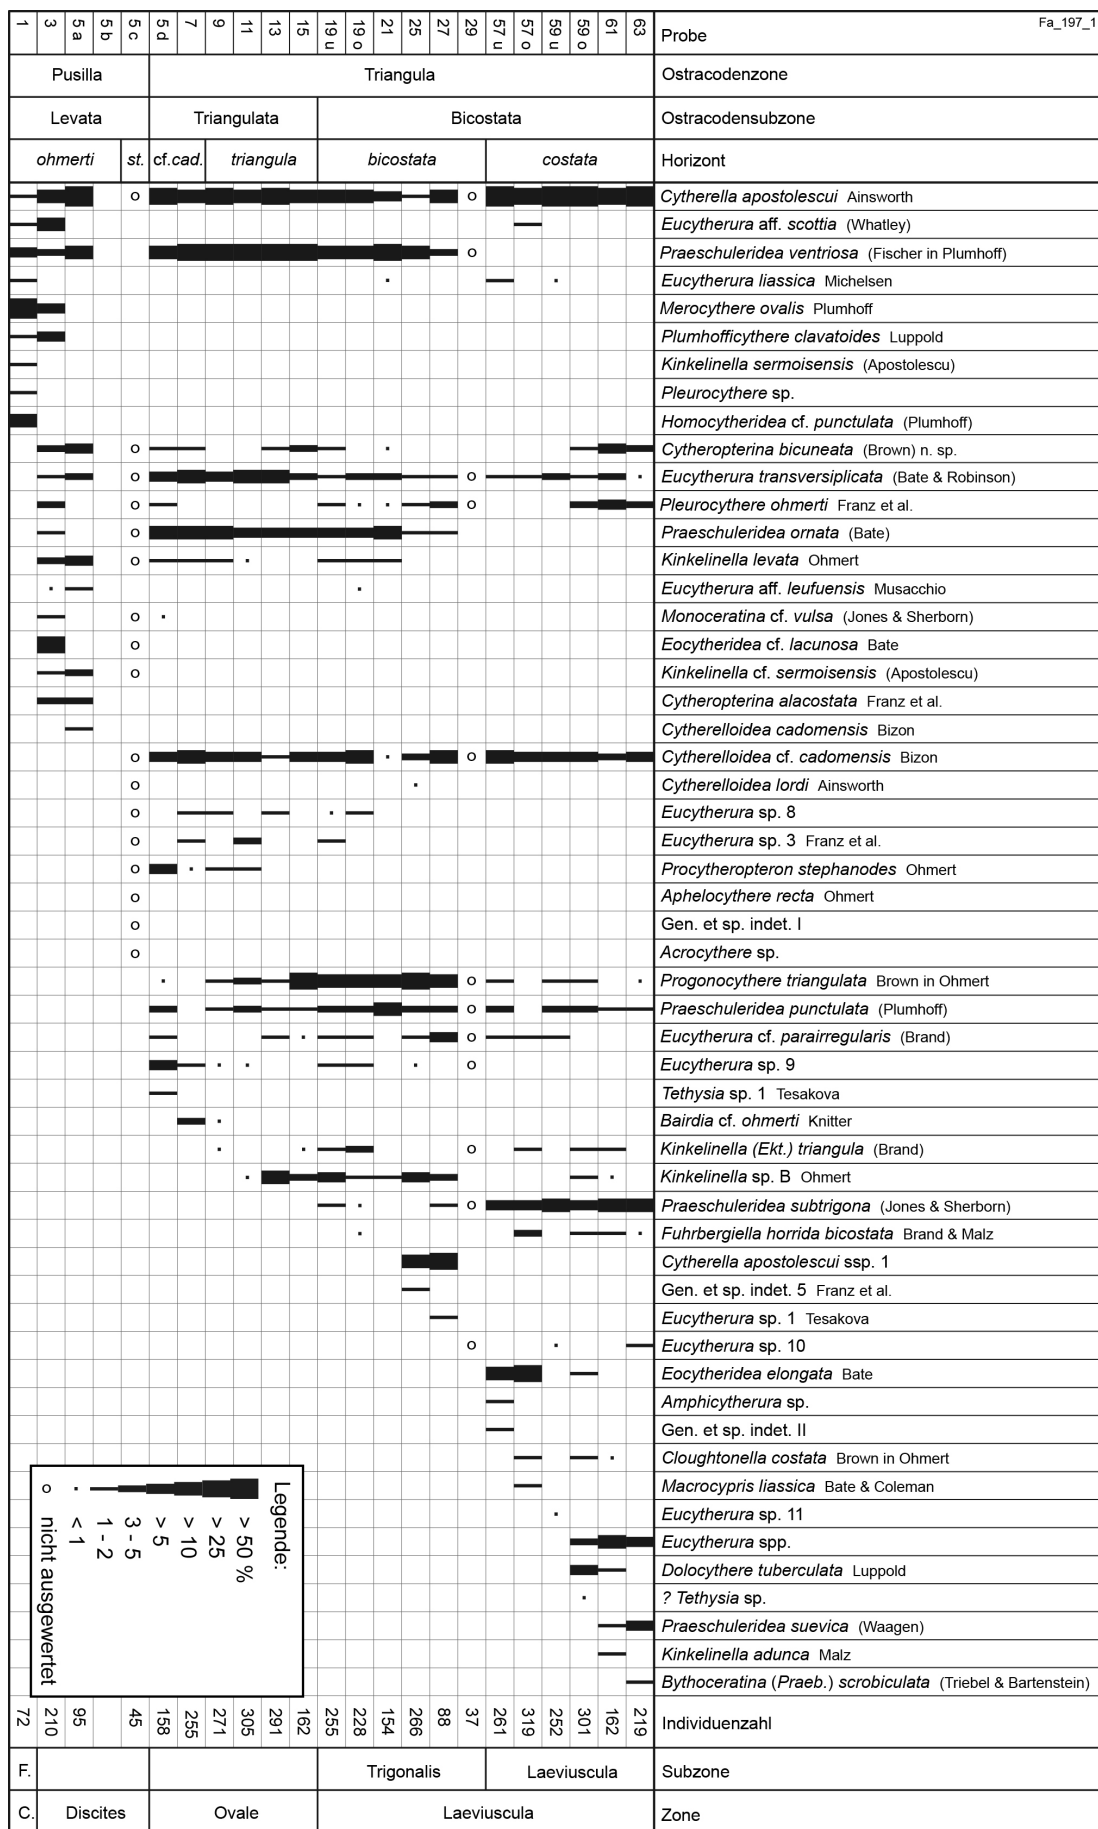 1 3 5 a 5 b 5 c 5 d 7 9 11 13 15 19 u 19 o 21 25 27 29 57 u 57 o 59 u 59 o 61 63 Probe Fa_197_1
Pusilla Triangula Ostracodenzone
Levata Triangulata Bicostata Ostracodensubzone
ohmerti st. cf.cad. triangula bicostata costata Horizont
Cytherella apostolescui Ainsworth
Eucytherura aff. scottia (Whatley)
Praeschuleridea ventriosa (Fischer in Plumhoff)
Eucytherura liassica Michelsen
Merocythere ovalis Plumhoff
Plumhofficythere clavatoides Luppold
Kinkelinella sermoisensis (Apostolescu)
Pleurocythere sp.
Homocytheridea cf. punctulata (Plumhoff)
Cytheropterina bicuneata (Brown) n. sp.
Eucytherura transversiplicata (Bate & Robinson)
Pleurocythere ohmerti Franz et al.
Praeschuleridea ornata (Bate)
Kinkelinella levata Ohmert
Eucytherura aff. leufuensis Musacchio
Monoceratina cf. vulsa (Jones & Sherborn)
Eocytheridea cf. lacunosa Bate
Kinkelinella cf. sermoisensis (Apostolescu)
Cytheropterina alacostata Franz et al.
Cytherelloidea cadomensis Bizon
Cytherelloidea cf. cadomensis Bizon
Cytherelloidea lordi Ainsworth
Eucytherura sp. 8
Eucytherura sp. 3 Franz et al.
Procytheropteron stephanodes Ohmert
Aphelocythere recta Ohmert
Gen. et sp. indet. I
Acrocythere sp.
Progonocythere triangulata Brown in Ohmert
Praeschuleridea punctulata (Plumhoff)
Eucytherura cf. parairregularis (Brand)
Eucytherura sp. 9
Tethysia sp. 1 Tesakova
Bairdia cf. ohmerti Knitter
Kinkelinella (Ekt.) triangula (Brand)
Kinkelinella sp. B Ohmert
Praeschuleridea subtrigona (Jones & Sherborn)
Fuhrbergiella horrida bicostata Brand & Malz
Cytherella apostolescui ssp. 1
Gen. et sp. indet. 5 Franz et al.
Eucytherura sp. 1 Tesakova
Eucytherura sp. 10
Eocytheridea elongata Bate
Amphicytherura sp.
Gen. et sp. indet. II
Cloughtonella costata Brown in Ohmert
Macrocypris liassica Bate & Coleman
Eucytherura sp. 11
Eucytherura spp.
Dolocythere tuberculata Luppold
? Tethysia sp.
Praeschuleridea suevica (Waagen)
Kinkelinella adunca Malz
Bythoceratina (Praeb.) scrobiculata (Triebel & Bartenstein)
Legende:
> 50 %
> 25
> 10
> 5
3 - 5
1 - 2
< 1
o nicht ausgewertet
72 210 95 45 158 255 271 305 291 162 255 228 154 266 88 37 261 319 252 301 162 219 Individuenzahl
F. Trigonalis Laeviuscula Subzone
C. Discites Ovale Laeviuscula Zone